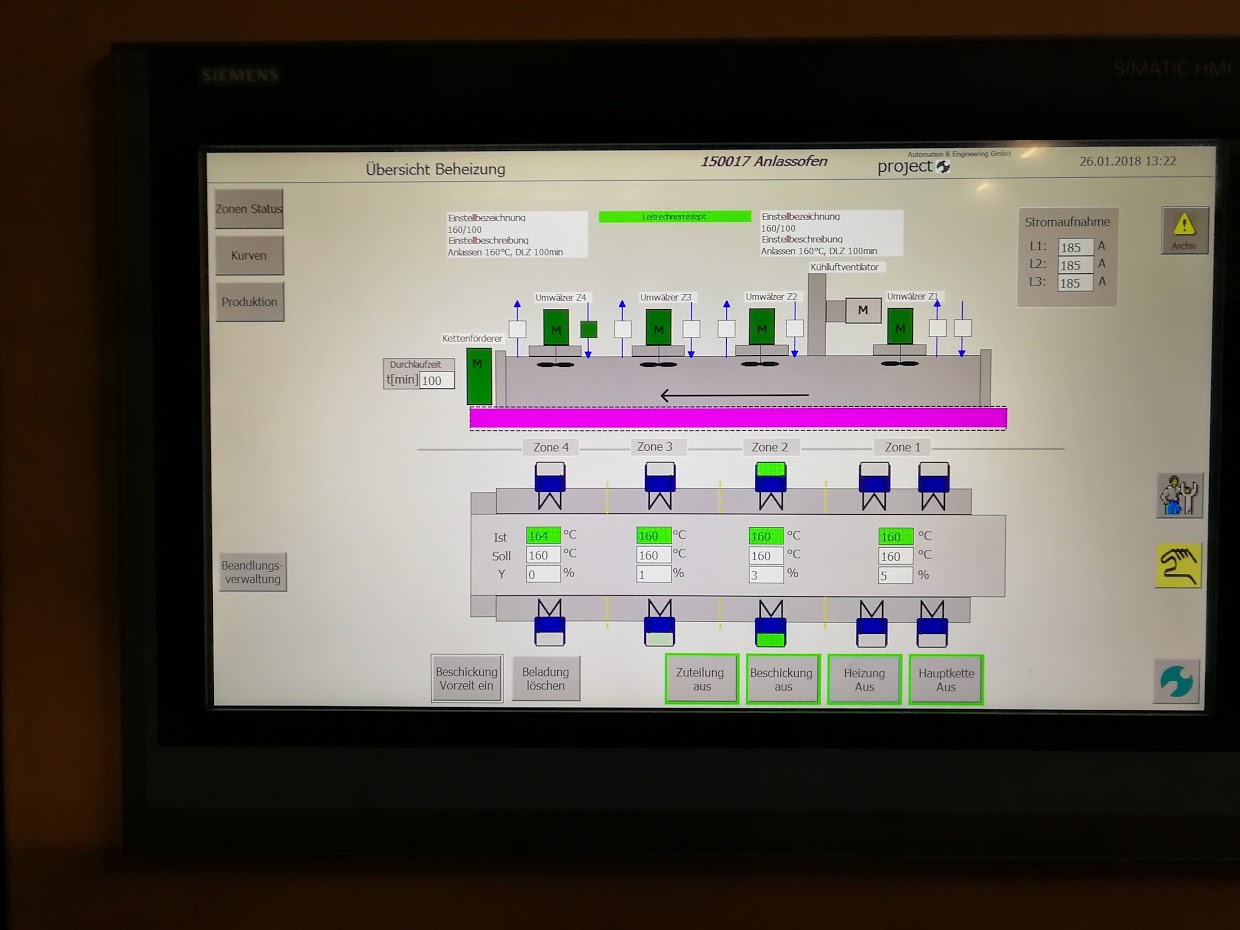 SIEMENS
SIMATIC HMI
Übersicht Beheizung
150017 Anlassofen
Automation & Engineering GmbH
project
26.01.2018 13:22
Zonen Status
Kurven
Produktion
Einstellbezeichnung
160/100
Einstellbeschreibung
Anlassen 160°C, DLZ 100min
Leitrechnerrezept
Einstellbezeichnung
160/100
Einstellbeschreibung
Anlassen 160°C, DLZ 100min
Stromaufnahme
L1: 185 A
L2: 185 A
L3: 185 A
Archiv
Kühlluftventilator
M
Umwälzer Z4
Umwälzer Z3
Umwälzer Z2
Umwälzer Z1
M
M
M
M
Kettenförderer
M
Durchlaufzeit
t[min] 100
Zone 4
Zone 3
Zone 2
Zone 1
Ist 164 °C 160 °C 160 °C 160 °C
Soll 160 °C 160 °C 160 °C 160 °C
Y 0 % 1 % 3 % 5 %
Beandlungs-
verwaltung
Beschickung
Vorzeit ein
Beladung
löschen
Zuteilung
aus
Beschickung
aus
Heizung
Aus
Hauptkette
Aus